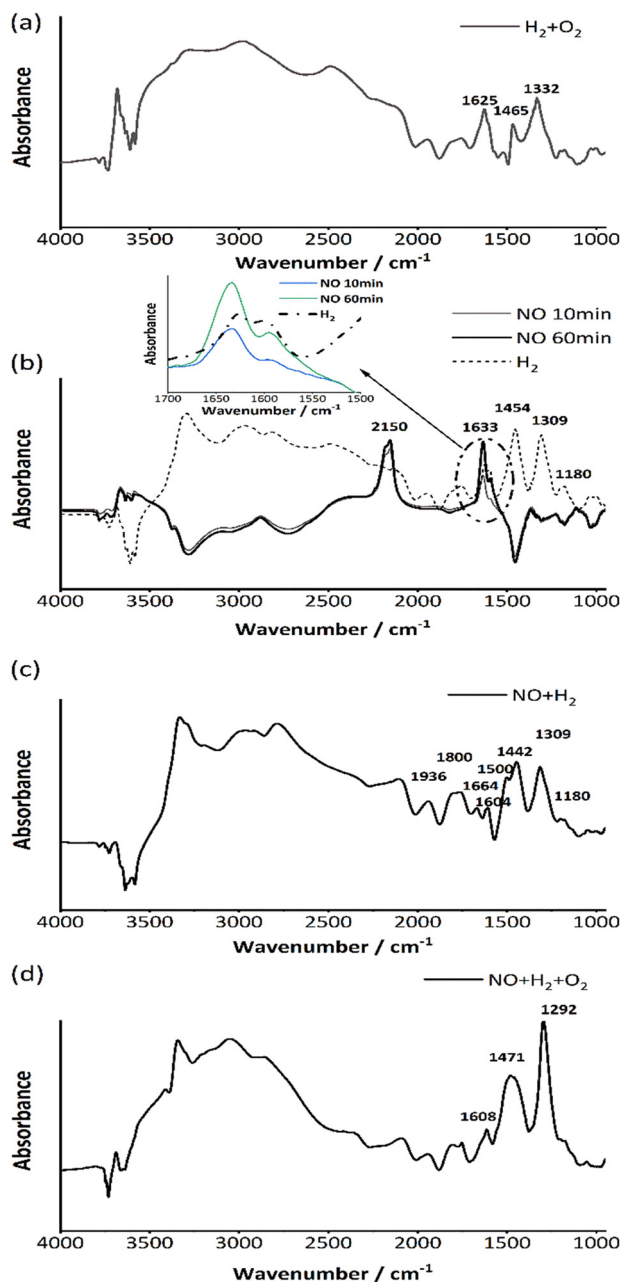 (a)
H2+O2
1625
1465
1332
Absorbance
4000 3500 3000 2500 2000 1500 1000
Wavenumber / cm-1
NO 10min
NO 60min
H2
Absorbance
1700 1650 1600 1550 1500
Wavenumber / cm-1
(b)
NO 10min
NO 60min
H2
2150
1633
1454
1309
1180
Absorbance
4000 3500 3000 2500 2000 1500 1000
Wavenumber / cm-1
(c)
NO+H2
1936
1800
1664
1604
1500
1442
1309
1180
Absorbance
4000 3500 3000 2500 2000 1500 1000
Wavenumber / cm-1
(d)
NO+H2+O2
1608
1471
1292
Absorbance
4000 3500 3000 2500 2000 1500 1000
Wavenumber / cm-1